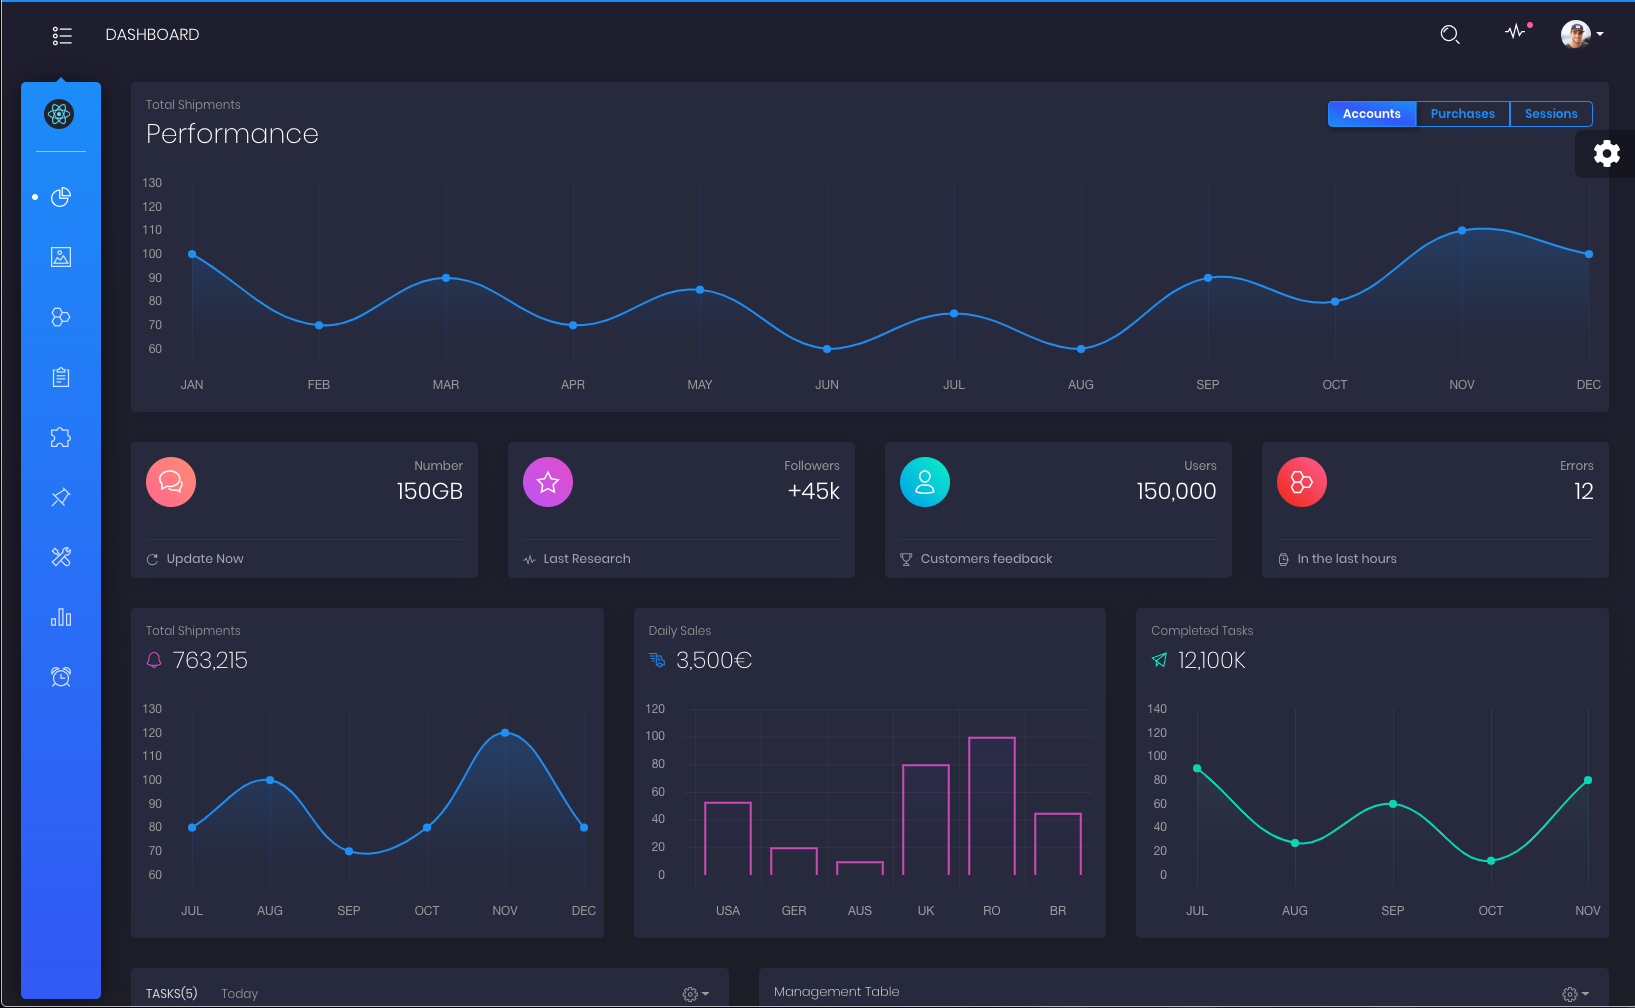 DASHBOARD
Total Shipments
Performance
Accounts Purchases Sessions
130
120
110
100
90
80
70
60
JAN FEB MAR APR MAY JUN JUL AUG SEP OCT NOV DEC
Number
150GB
Update Now
Followers
+45k
Last Research
Users
150,000
Customers feedback
Errors
12
In the last hours
Total Shipments
763,215
130
120
110
100
90
80
70
60
JUL AUG SEP OCT NOV DEC
Daily Sales
3,500€
120
100
80
60
40
20
0
USA GER AUS UK RO BR
Completed Tasks
12,100K
140
120
100
80
60
40
20
0
JUL AUG SEP OCT NOV
TASKS(5) Today
Management Table